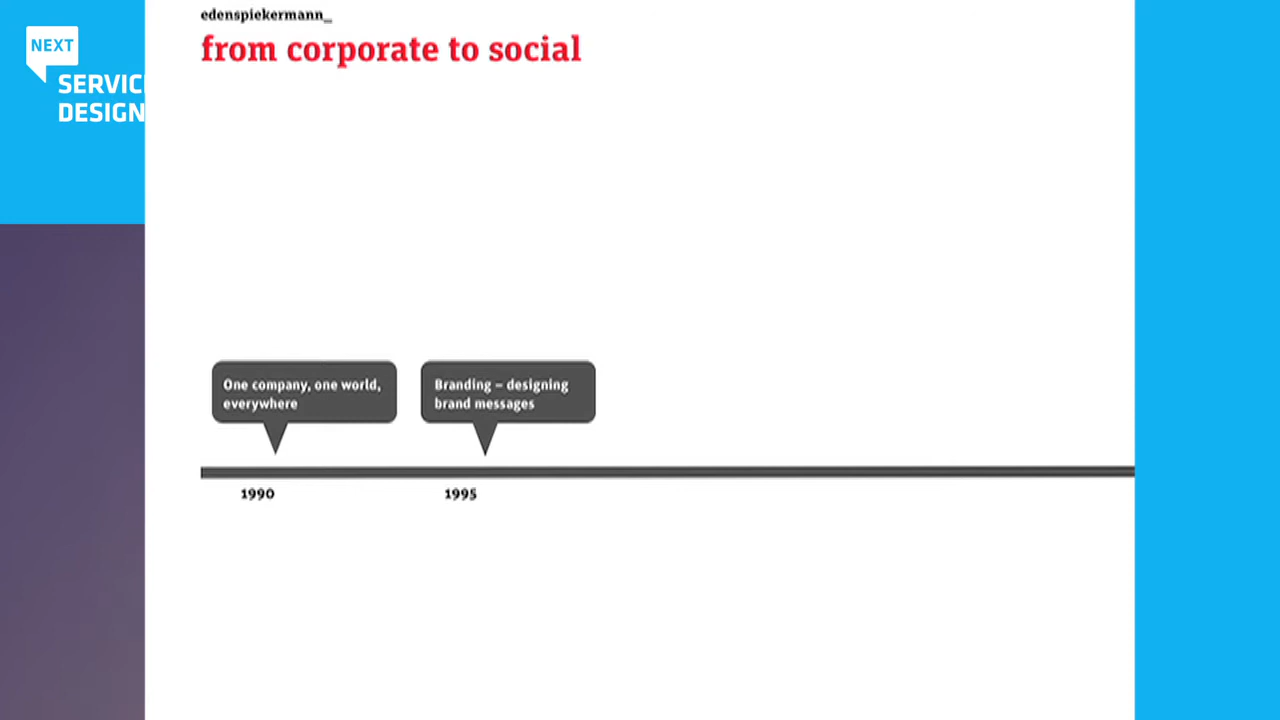 NEXT
SERVIC
DESIGN
edenspiekermann_
from corporate to social
One company, one world,
everywhere
Branding – designing
brand messages
1990
1995